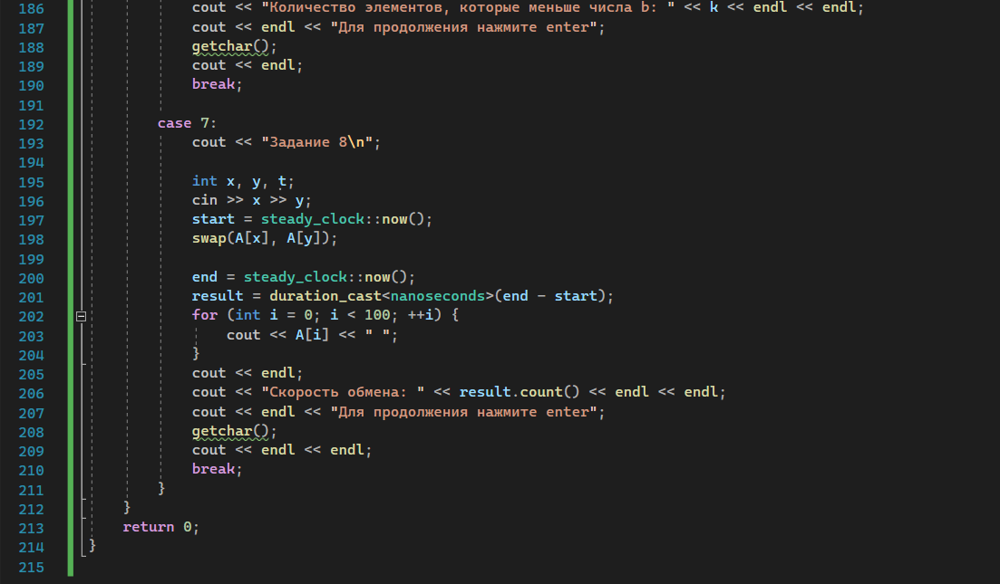 186 cout << "Количество элементов, которые меньше числа b: " << k << endl << endl;
187 cout << endl << "Для продолжения нажмите enter";
188 getchar();
189 cout << endl;
190 break;
191
192 case 7:
193 cout << "Задание 8\n";
194
195 int x, y, t;
196 cin >> x >> y;
197 start = steady_clock::now();
198 swap(A[x], A[y]);
199
200 end = steady_clock::now();
201 result = duration_cast<nanoseconds>(end - start);
202 for (int i = 0; i < 100; ++i) {
203 cout << A[i] << " ";
204 }
205 cout << endl;
206 cout << "Скорость обмена: " << result.count() << endl << endl;
207 cout << endl << "Для продолжения нажмите enter";
208 getchar();
209 cout << endl << endl;
210 break;
211 }
212 }
213 return 0;
214 }
215